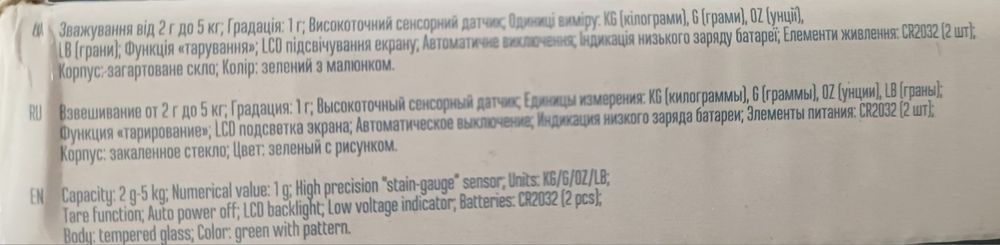 UA Зважування від 2 г до 5 кг; Градація: 1 г; Високоточний сенсорний датчик; Одиниці виміру: KG (кілограми), G (грами), OZ (унції),
LB (грани); Функція «тарування»; LCD підсвічування екрану; Автоматичне виключення; Індикація низького заряду батареї; Елементи живлення: CR2032 (2 шт);
Корпус: загартоване скло; Колір: зелений з малюнком.
RU Взвешивание от 2 г до 5 кг; Градация: 1 г; Высокоточный сенсорный датчик; Единицы измерения: KG (килограммы), G (граммы), OZ (унции), LB (граны);
Функция «тарирование»; LCD подсветка экрана; Автоматическое выключение; Индикация низкого заряда батареи; Элементы питания: CR2032 (2 шт);
Корпус: закаленное стекло; Цвет: зеленый с рисунком.
EN Capacity: 2 g-5 kg; Numerical value: 1 g; High precision "stain-gauge" sensor; Units: KG/G/OZ/LB;
Tare function; Auto power off; LCD backlight; Low voltage indicator; Batteries: CR2032 (2 pcs);
Body: tempered glass; Color: green with pattern.